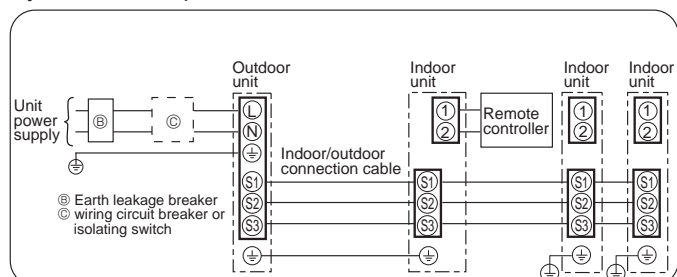 Outdoor unit
Indoor unit
Indoor unit
Indoor unit
Unit power supply
Ⓑ
Ⓒ
L
N
S1
S2
S3
1
2
Remote controller
Indoor/outdoor connection cable
S1
S2
S3
1
2
S1
S2
S3
1
2
S1
S2
S3
Ⓑ Earth leakage breaker
Ⓒ wiring circuit breaker or
isolating switch